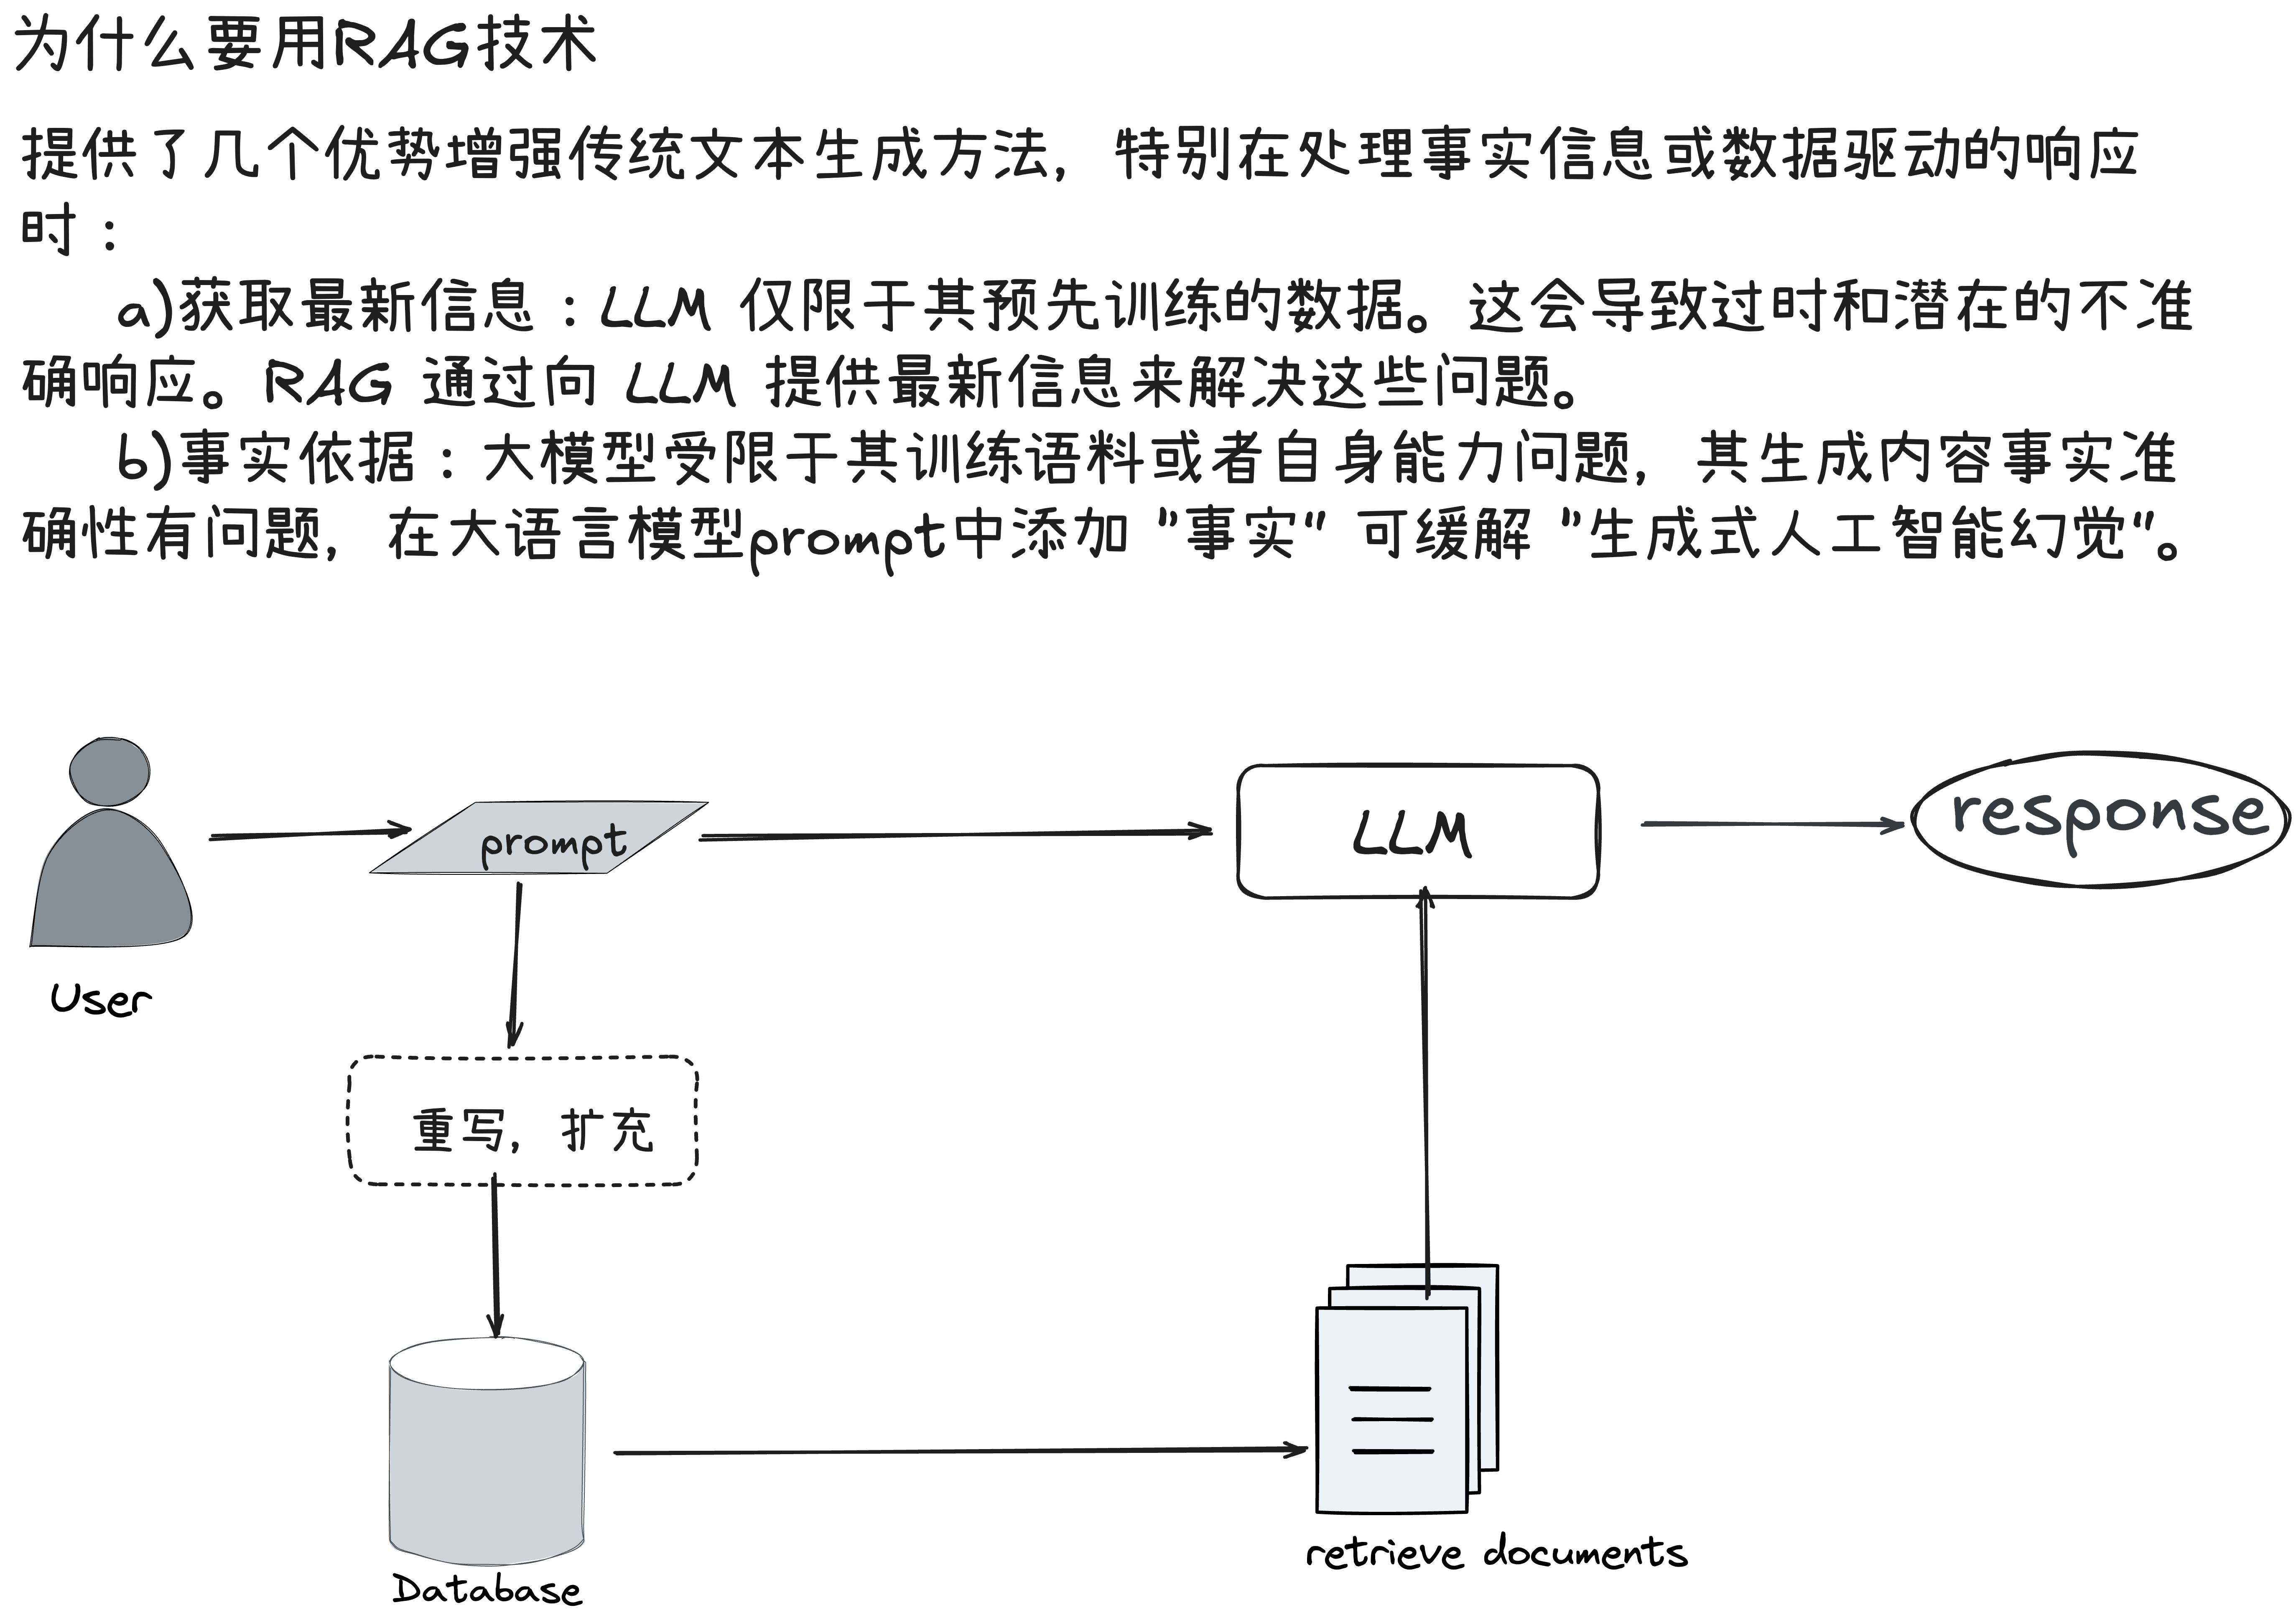 为什么要用RAG技术
提供了几个优势增强传统文本生成方法，特别在处理事实信息或数据驱动的响应
时：
a)获取最新信息：LLM 仅限于其预先训练的数据。这会导致过时和潜在的不准
确响应。RAG 通过向 LLM 提供最新信息来解决这些问题。
b)事实依据：大模型受限于其训练语料或者自身能力问题，其生成内容事实准
确性有问题，在大语言模型prompt中添加 ”事实“ 可缓解 ”生成式人工智能幻觉“。
prompt
LLM
response
User
重写，扩充
retrieve documents
Database